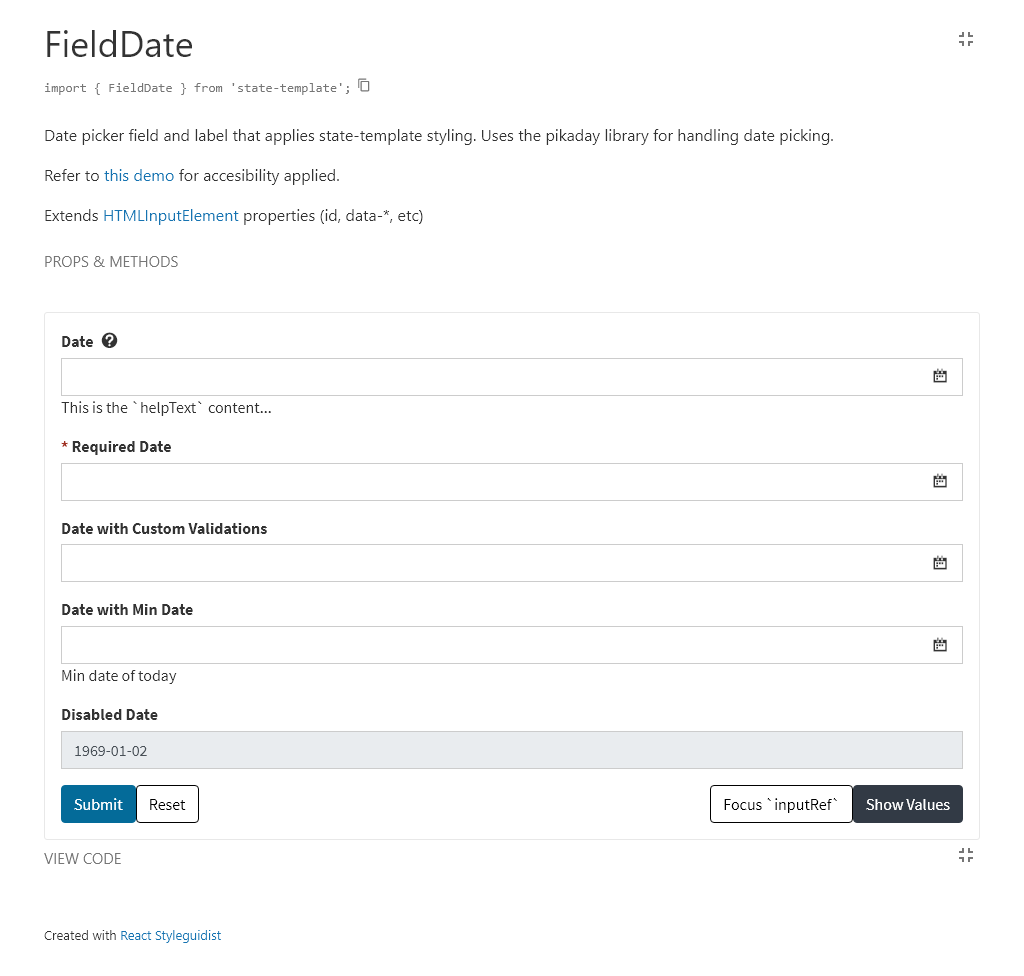 FieldDate
import { FieldDate } from 'state-template';
Date picker field and label that applies state-template styling. Uses the pikaday library for handling date picking.
Refer to this demo for accesibility applied.
Extends HTMLInputElement properties (id, data-*, etc)
PROPS & METHODS
Date
This is the `helpText` content...
* Required Date
Date with Custom Validations
Date with Min Date
Min date of today
Disabled Date
1969-01-02
Submit Reset Focus `inputRef` Show Values
VIEW CODE
Created with React Styleguidist